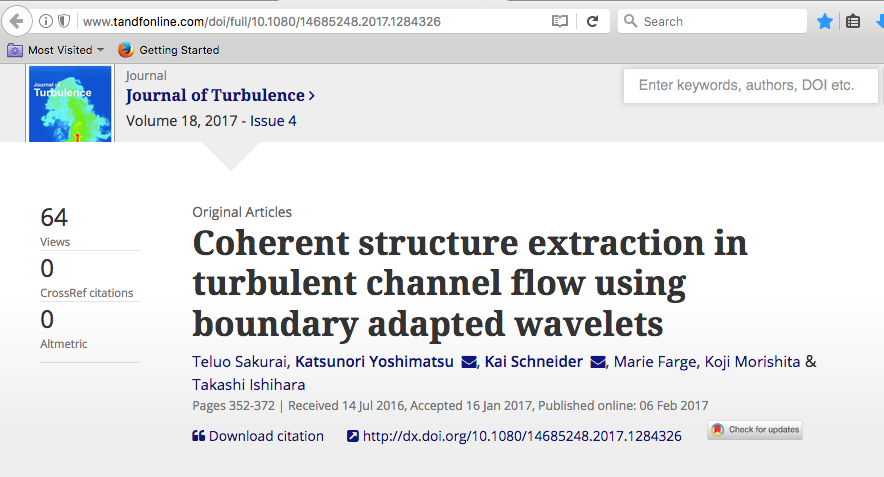 www.tandfonline.com/doi/full/10.1080/14685248.2017.1284326
Search
Most Visited
Getting Started
Journal of
Turbulence
Journal
Journal of Turbulence ›
Volume 18, 2017 - Issue 4
Enter keywords, authors, DOI etc.
64
Views
0
CrossRef citations
0
Altmetric
Original Articles
Coherent structure extraction in
turbulent channel flow using
boundary adapted wavelets
Teluo Sakurai, Katsunori Yoshimatsu , Kai Schneider , Marie Farge, Koji Morishita &
Takashi Ishihara
Pages 352-372 | Received 14 Jul 2016, Accepted 16 Jan 2017, Published online: 06 Feb 2017
Download citation
http://dx.doi.org/10.1080/14685248.2017.1284326
Check for updates